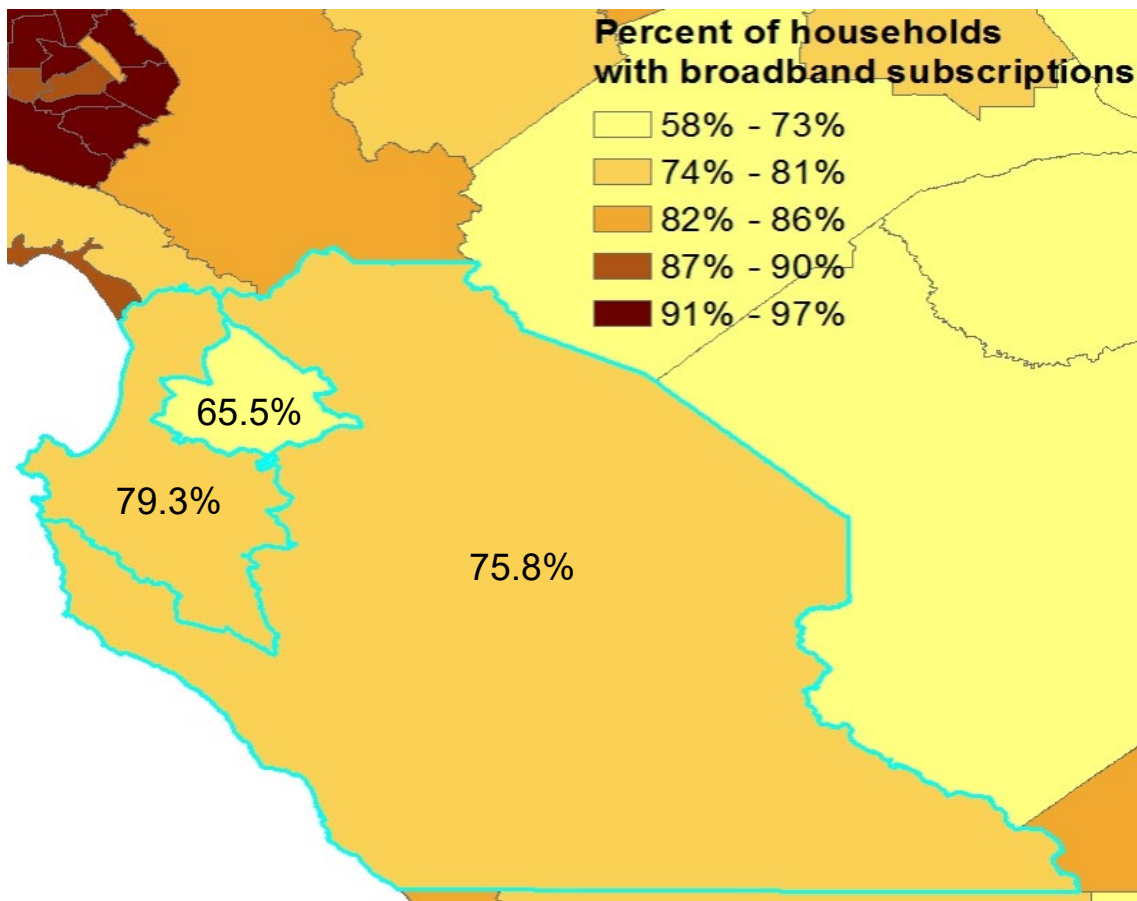 Percent of households
with broadband subscriptions
58% - 73%
74% - 81%
82% - 86%
87% - 90%
91% - 97%
65.5%
79.3%
75.8%